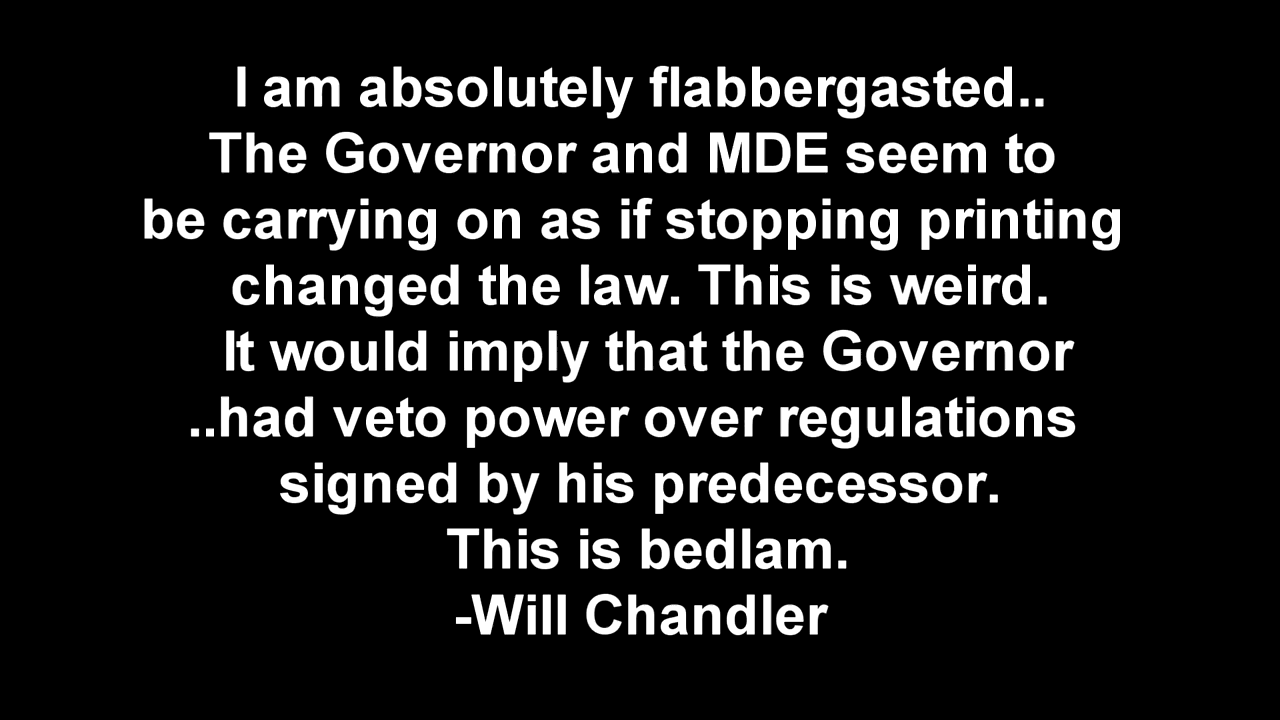 I am absolutely flabbergasted..
The Governor and MDE seem to
be carrying on as if stopping printing
changed the law. This is weird.
It would imply that the Governor
..had veto power over regulations
signed by his predecessor.
This is bedlam.
-Will Chandler